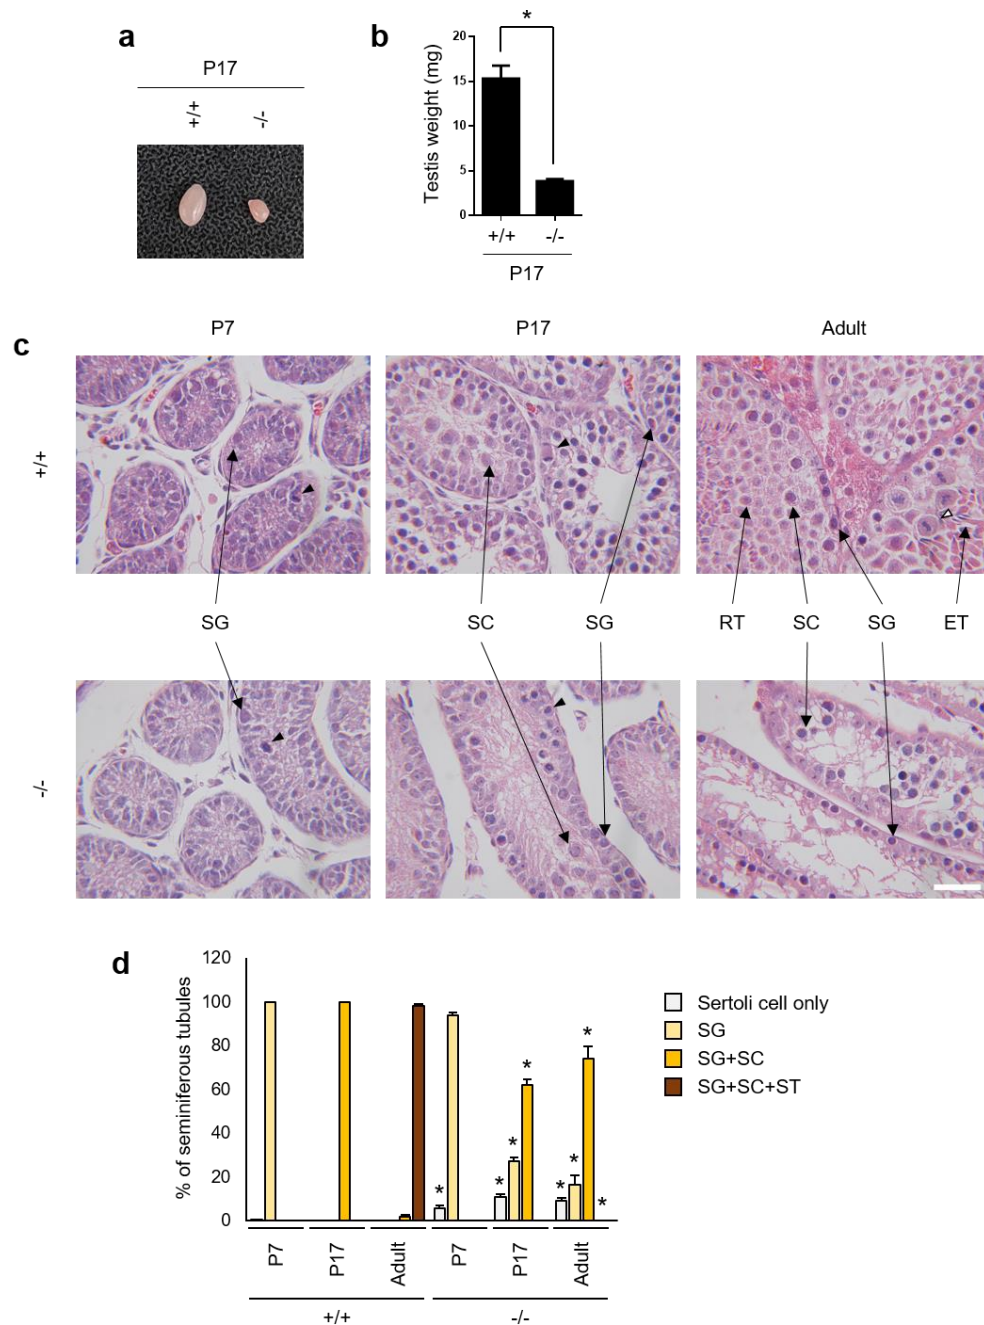 a
P17
+/+
-/-
b
*
Testis weight (mg)
20
15
10
5
0
+/+
-/-
P17
c
P7
P17
Adult
+/+
SG
SC
SG
RT
SC
SG
ET
-/-
d
% of seminiferous tubules
120
100
80
60
40
20
0
*
*
*
*
*
*
*
*
Sertoli cell only
SG
SG+SC
SG+SC+ST
P7
P17
Adult
P7
P17
Adult
+/+
-/-